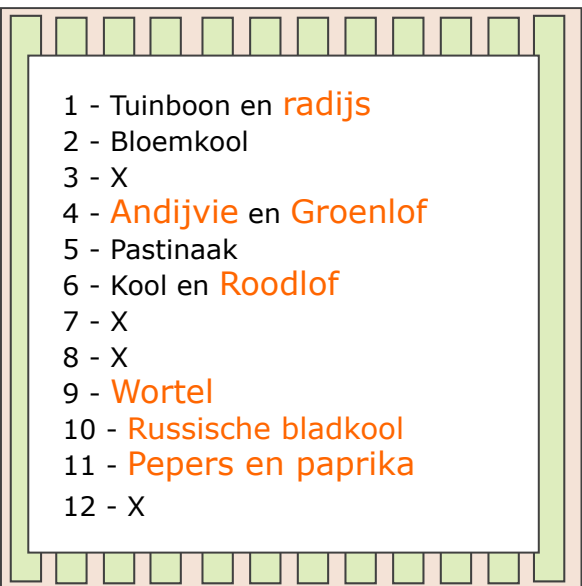 1 - Tuinboon en radijs
2 - Bloemkool
3 - X
4 - Andijvie en Groenlof
5 - Pastinaak
6 - Kool en Roodlof
7 - X
8 - X
9 - Wortel
10 - Russische bladkool
11 - Pepers en paprika
12 - X